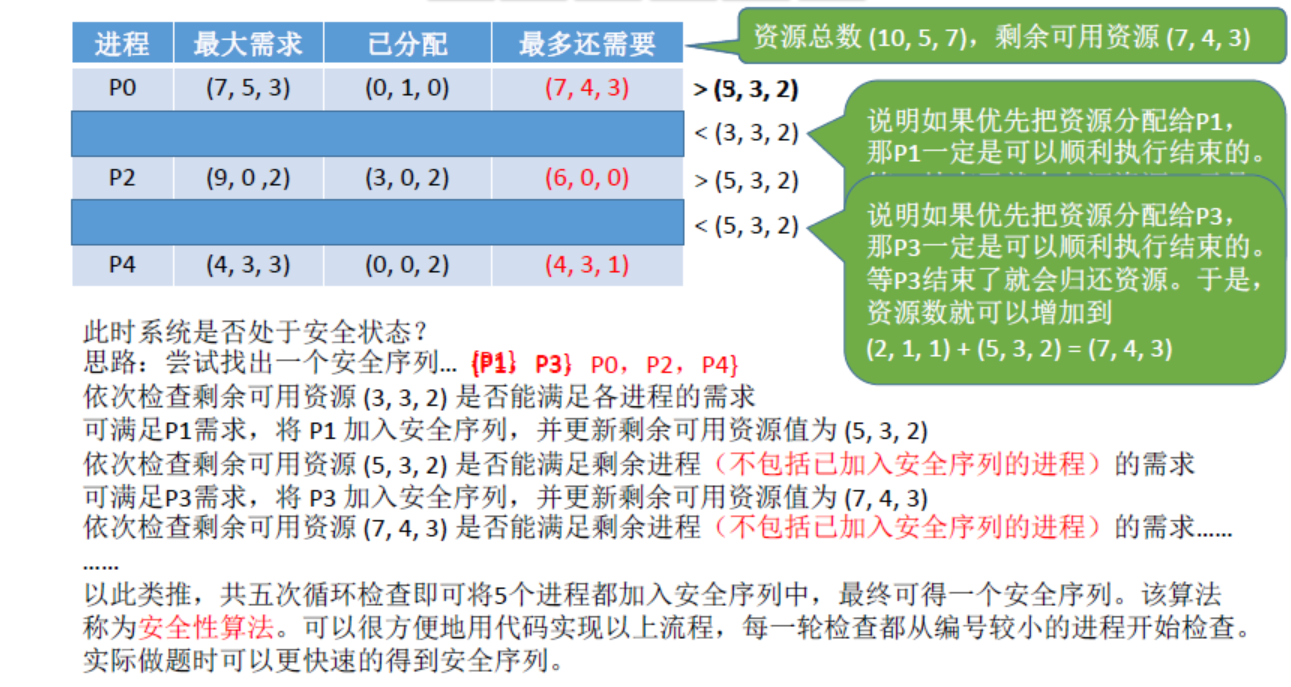 进程 最大需求 已分配 最多还需要
资源总数 (10, 5, 7)，剩余可用资源 (7, 4, 3)
P0 (7, 5, 3) (0, 1, 0) (7, 4, 3) > (, 3, 2)
< (3, 3, 2)
说明如果优先把资源分配给P1，
那P1一定是可以顺利执行结束的。
P2 (9, 0 ,2) (3, 0, 2) (6, 0, 0) > (5, 3, 2)
< (5, 3, 2)
说明如果优先把资源分配给P3，
那P3一定是可以顺利执行结束的。
等P3结束了就会归还资源。于是，
资源数就可以增加到
(2, 1, 1) + (5, 3, 2) = (7, 4, 3)
P4 (4, 3, 3) (0, 0, 2) (4, 3, 1)
此时系统是否处于安全状态？
思路：尝试找出一个安全序列... {P1, P3} P0，P2，P4}
依次检查剩余可用资源 (3, 3, 2) 是否能满足各进程的需求
可满足P1需求，将 P1 加入安全序列，并更新剩余可用资源值为 (5, 3, 2)
依次检查剩余可用资源 (5, 3, 2) 是否能满足剩余进程（不包括已加入安全序列的进程）的需求
可满足P3需求，将 P3 加入安全序列，并更新剩余可用资源值为 (7, 4, 3)
依次检查剩余可用资源 (7, 4, 3) 是否能满足剩余进程（不包括已加入安全序列的进程）的需求......
......
以此类推，共五次循环检查即可将5个进程都加入安全序列中，最终可得一个安全序列。该算法
称为安全性算法。可以很方便地用代码实现以上流程，每一轮检查都从编号较小的进程开始检查。
实际做题时可以更快速的得到安全序列。